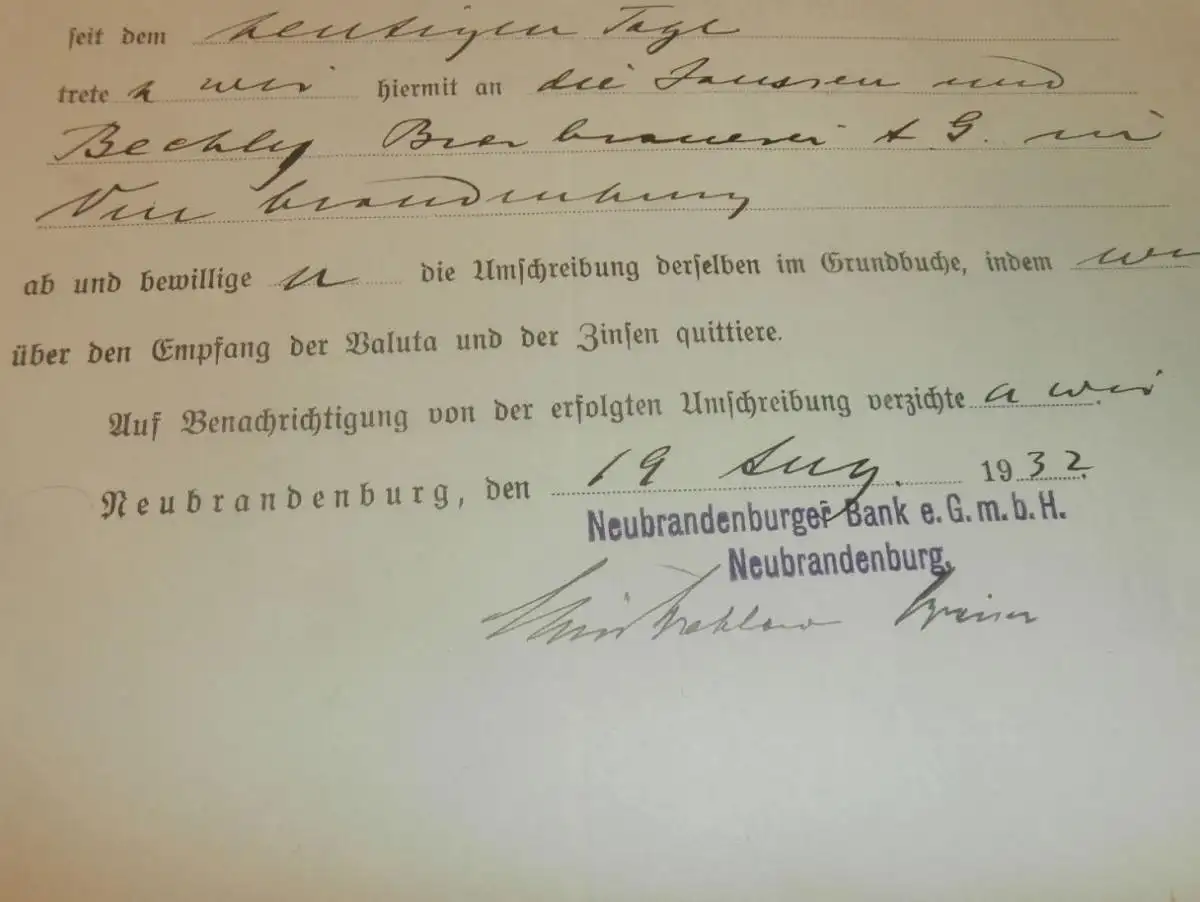 seit dem heutigen Tage
trete n wir hiermit an die Janssen und
Bechly Bierbrauerei A G. in
Neu brandenburg
ab und bewillige n die Umschreibung derselben im Grundbuche, indem wir
über den Empfang der Valuta und der Zinsen quittiere.
Auf Benachrichtigung von der erfolgten Umschreibung verzichte n wir
Neubrandenburg, den 19 Aug. 1932.
Neubrandenburger Bank e. G. m. b. H.
Neubrandenburg,